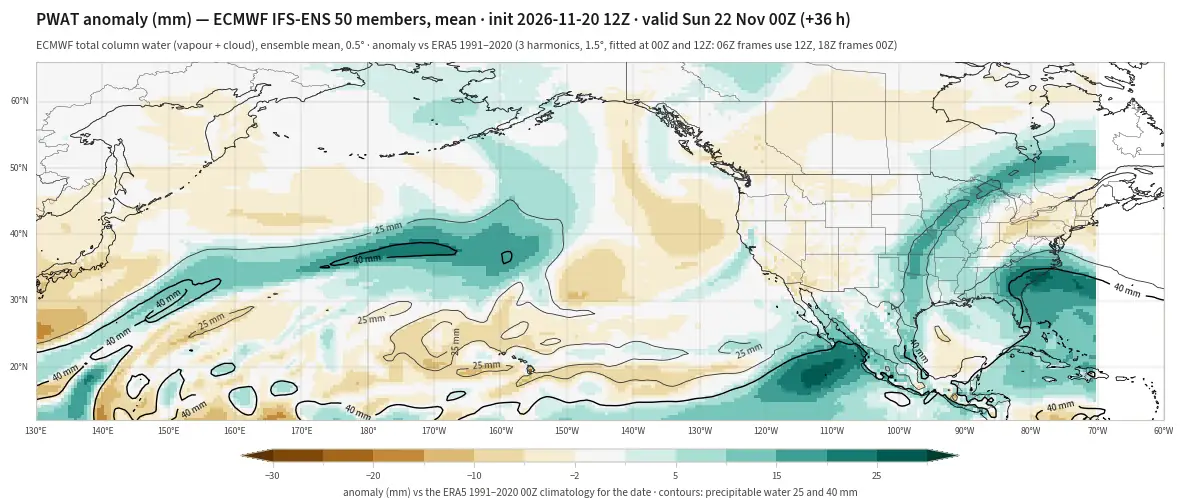 PWAT anomaly (mm) — ECMWF IFS-ENS 50 members, mean · init 2026-11-20 12Z · valid Sun 22 Nov 00Z (+36 h)
ECMWF total column water (vapour + cloud), ensemble mean, 0.5° · anomaly vs ERA5 1991–2020 (3 harmonics, 1.5°, fitted at 00Z and 12Z: 06Z frames use 12Z, 18Z frames 00Z)
60°N
50°N
25 mm
40°N
40 mm
40 mm
40 mm
30°N
25 mm
25 mm
40 mm
25 mm
25 mm
40 mm
25 mm
20°N
40 mm
40 mm
40 mm
40 mm
130°E 140°E 150°E 160°E 170°E 180° 170°W 160°W 150°W 140°W 130°W 120°W 110°W 100°W 90°W 80°W 70°W 60°W
−30 −20 −10 −2 5 15 25
anomaly (mm) vs the ERA5 1991–2020 00Z climatology for the date · contours: precipitable water 25 and 40 mm